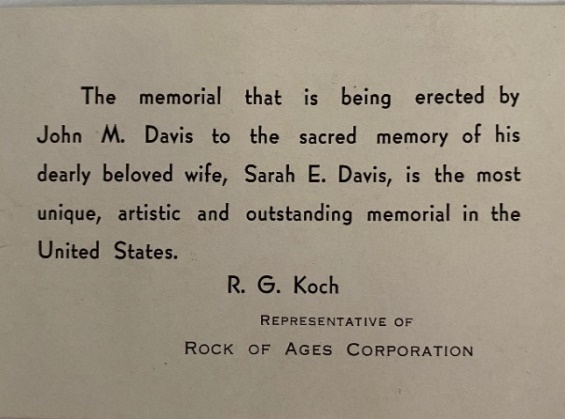 The memorial that is being erected by
John M. Davis to the sacred memory of his
dearly beloved wife, Sarah E. Davis, is the most
unique, artistic and outstanding memorial in the
United States.
R. G. Koch
Representative of
Rock of Ages Corporation